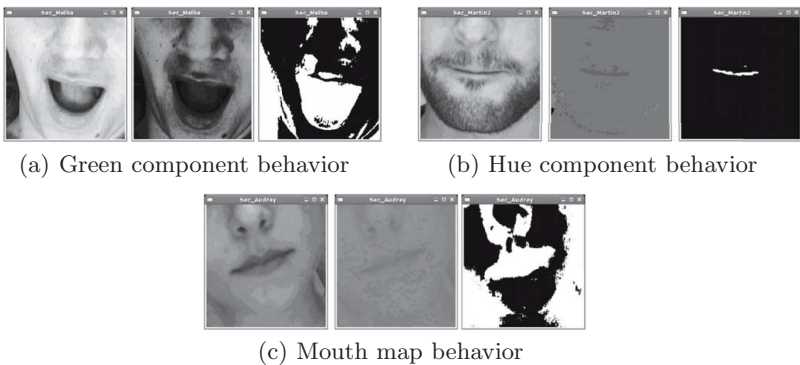 Sec_Malha Sec_Malha Sec_Malha
Sec_Martin2 Sec_Martin2 Sec_Martin2
(a) Green component behavior
(b) Hue component behavior
Sec_Audrey Sec_Audrey Sec_Audrey
(c) Mouth map behavior